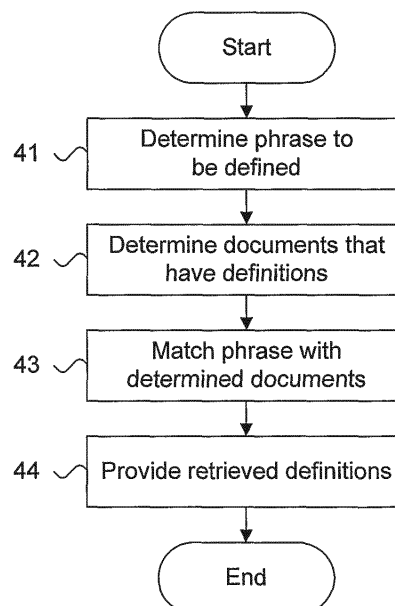 Start
41 Determine phrase to
be defined
42 Determine documents that
have definitions
43 Match phrase with
determined documents
44 Provide retrieved definitions
End